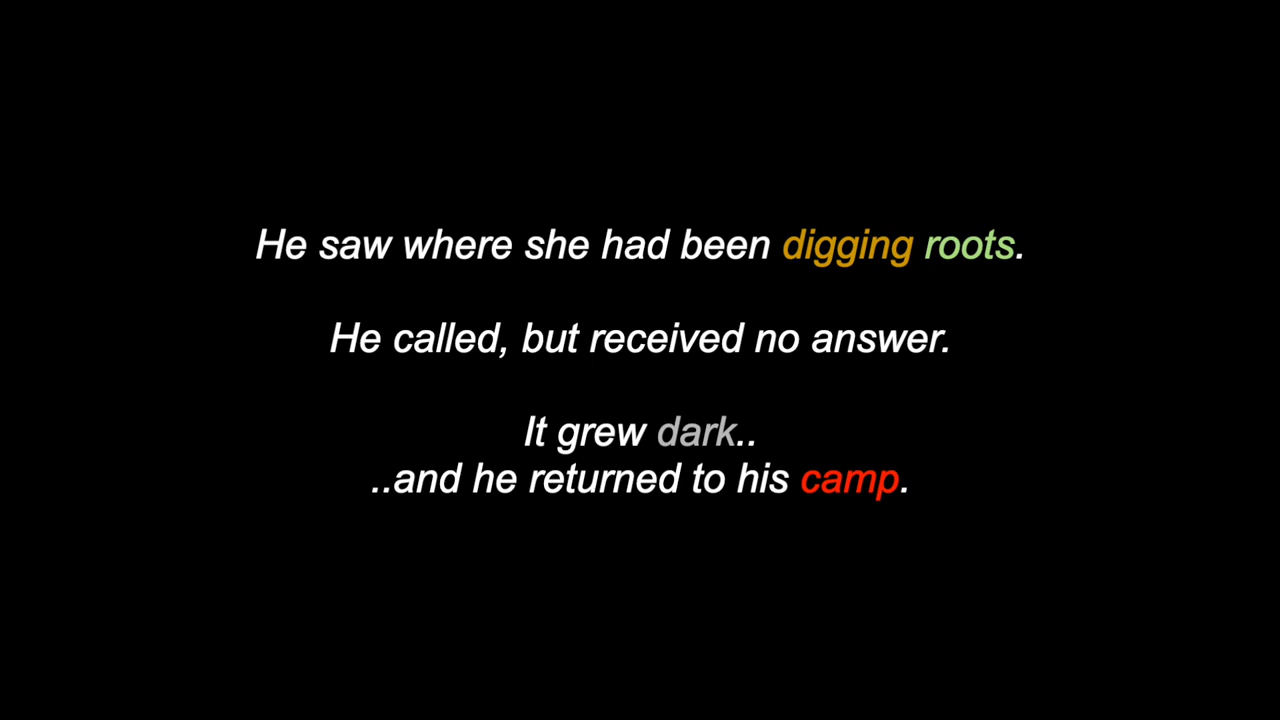 He saw where she had been digging roots.
He called, but received no answer.
It grew dark..
..and he returned to his camp.